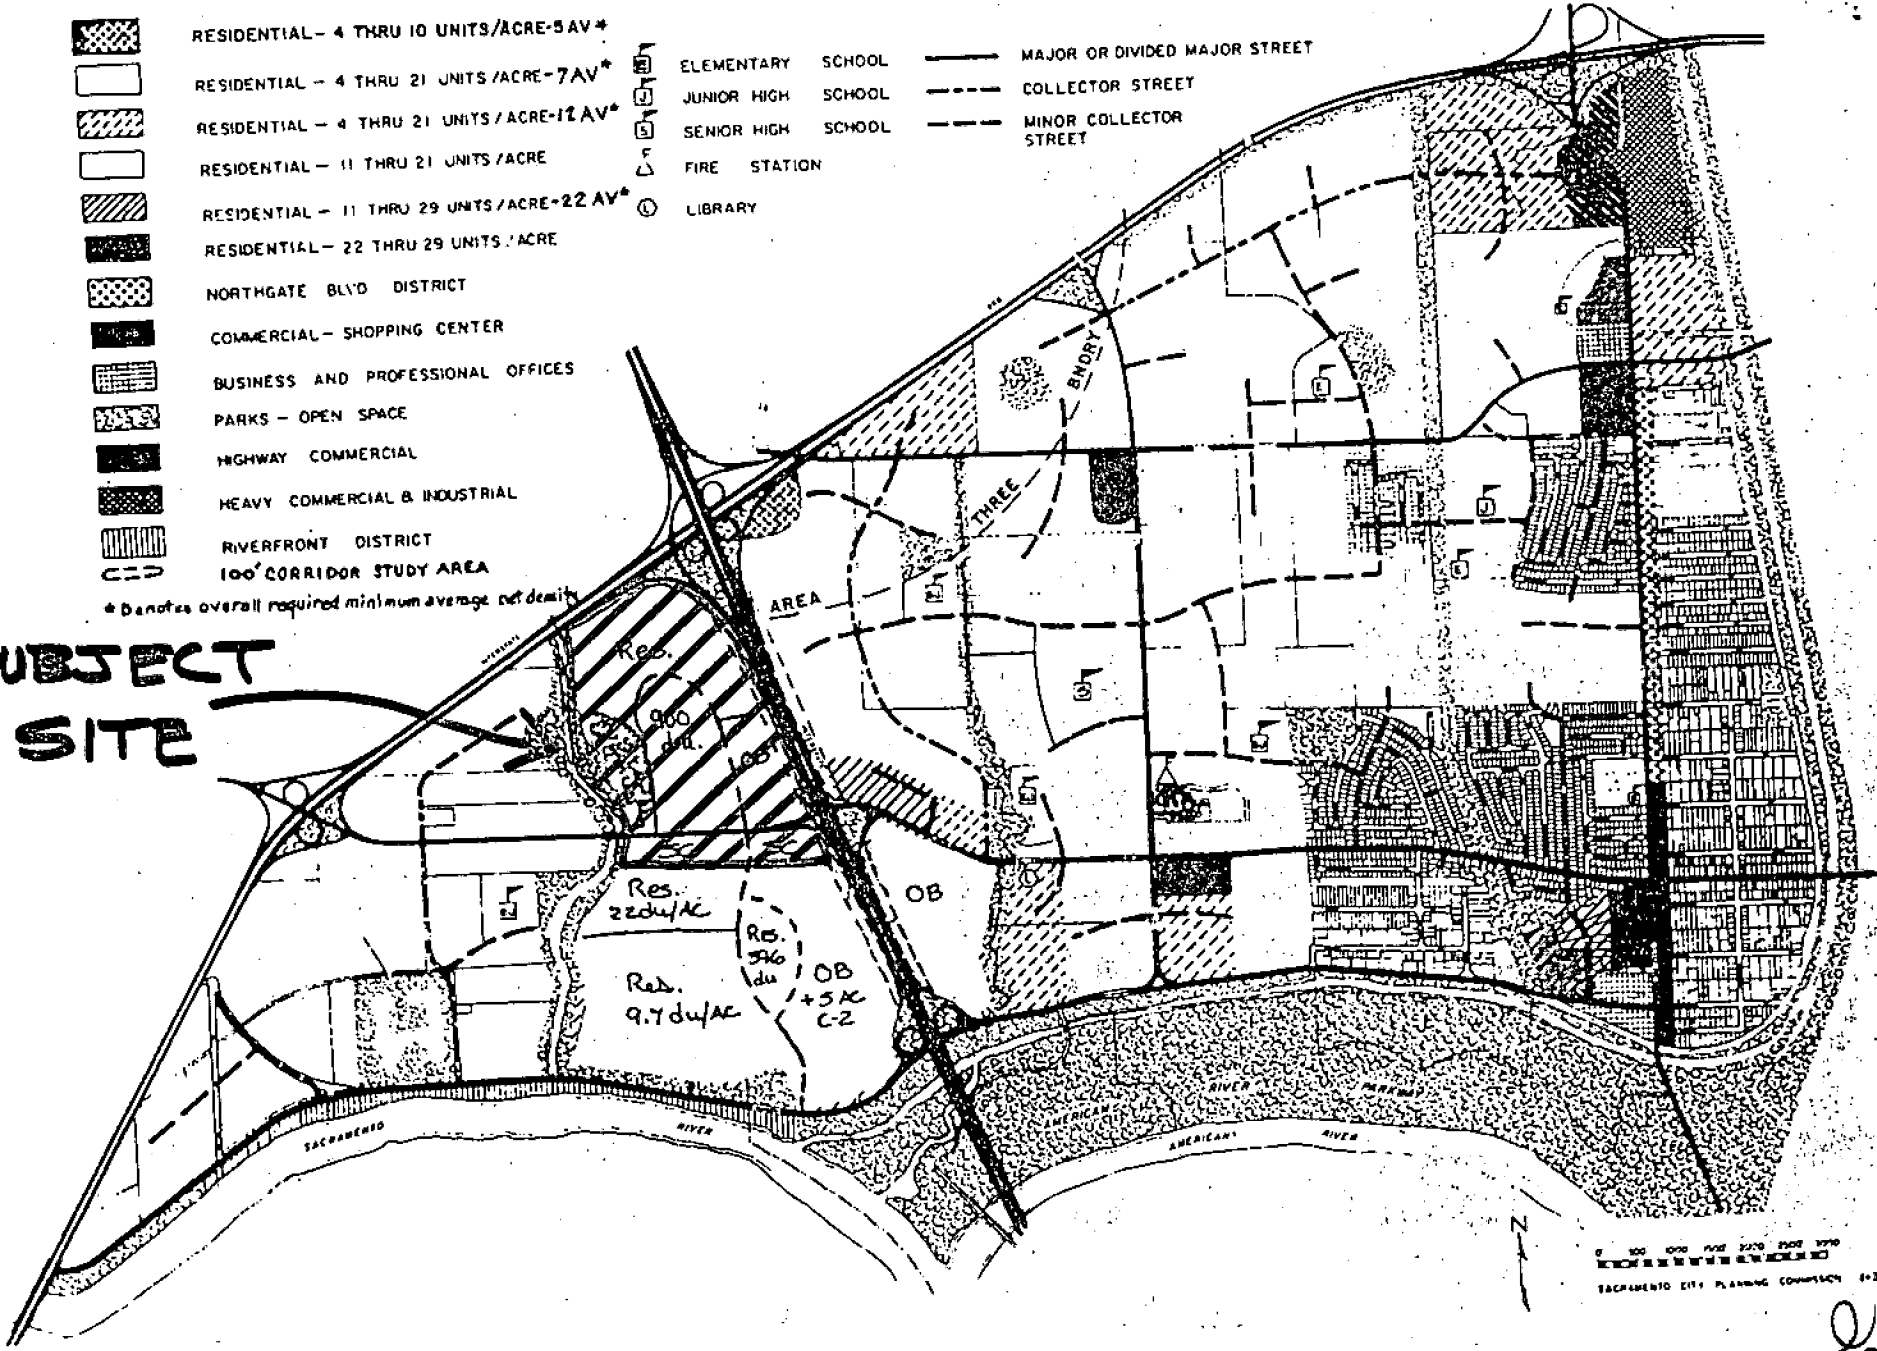 RESIDENTIAL - 4 THRU 10 UNITS/ACRE-5 AV *
RESIDENTIAL - 4 THRU 21 UNITS/ACRE-7 AV *
RESIDENTIAL - 4 THRU 21 UNITS/ACRE-12 AV *
RESIDENTIAL - 11 THRU 21 UNITS/ACRE
RESIDENTIAL - 11 THRU 29 UNITS/ACRE-22 AV *
RESIDENTIAL - 22 THRU 29 UNITS/ACRE
NORTHGATE BLVD DISTRICT
COMMERCIAL - SHOPPING CENTER
BUSINESS AND PROFESSIONAL OFFICES
PARKS - OPEN SPACE
HIGHWAY COMMERCIAL
HEAVY COMMERCIAL & INDUSTRIAL
RIVERFRONT DISTRICT
100' CORRIDOR STUDY AREA
* Denotes overall required minimum average net density
E ELEMENTARY SCHOOL
J JUNIOR HIGH SCHOOL
S SENIOR HIGH SCHOOL
F FIRE STATION
L LIBRARY
MAJOR OR DIVIDED MAJOR STREET
COLLECTOR STREET
MINOR COLLECTOR
STREET
UBJECT
SITE
AREA THREE BNDRY
Res.
960
d.u.
Res.
22du/AC
Res.
9.7 du/AC
Res.
396
du
OB
+5 AC
C-2
OB
SACRAMENTO RIVER
AMERICAN RIVER PARKWAY
AMERICAN RIVER
N
SACRAMENTO CITY PLANNING COMMISSION